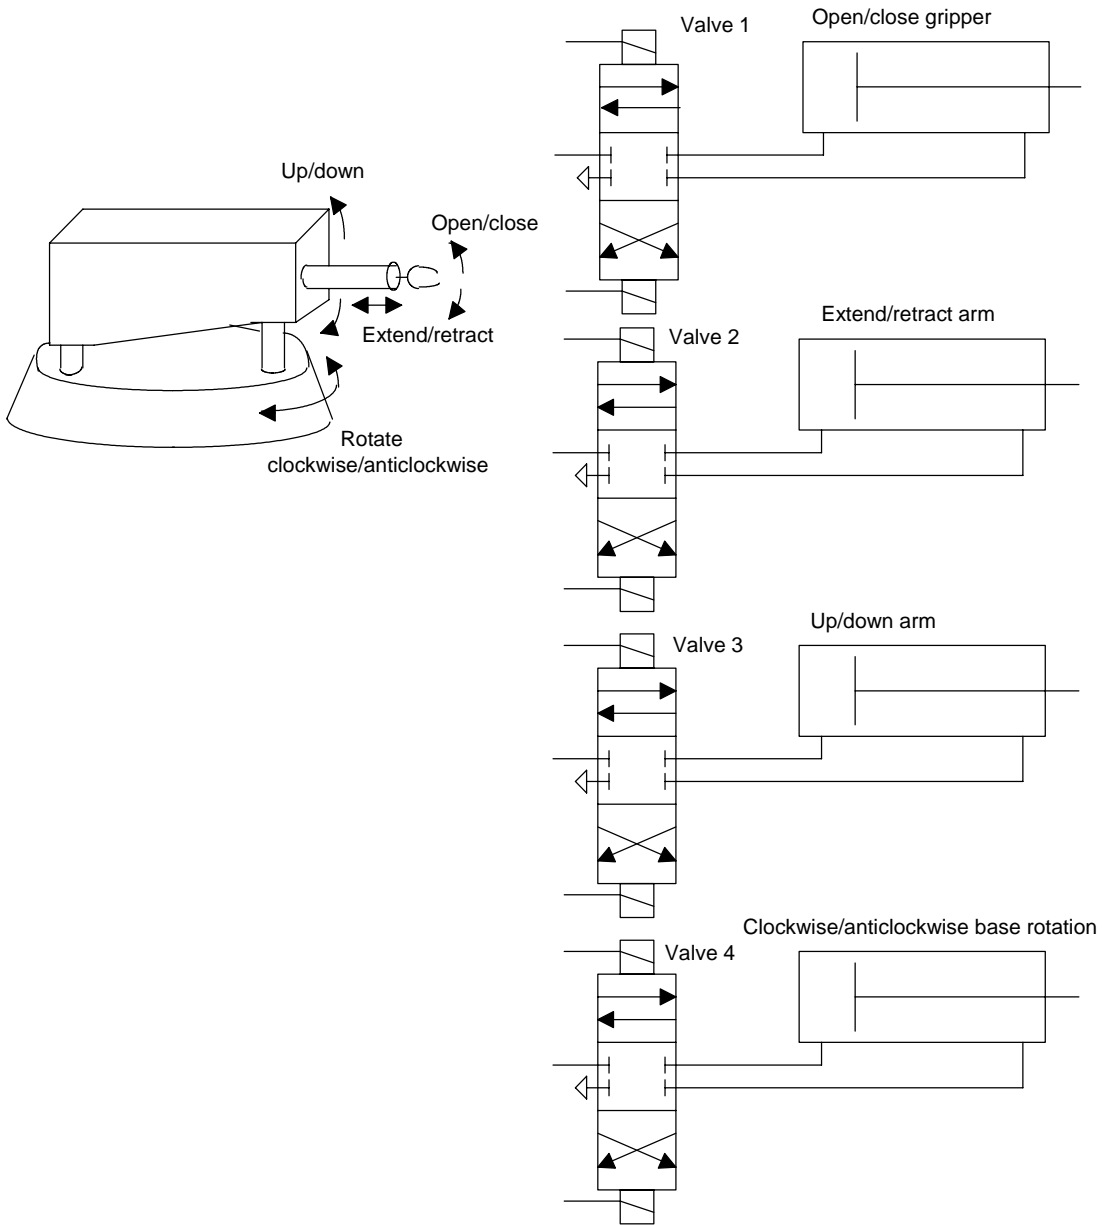 Valve 1
Open/close gripper
Up/down
Open/close
Extend/retract
Rotate
clockwise/anticlockwise
Valve 2
Extend/retract arm
Valve 3
Up/down arm
Valve 4
Clockwise/anticlockwise base rotation